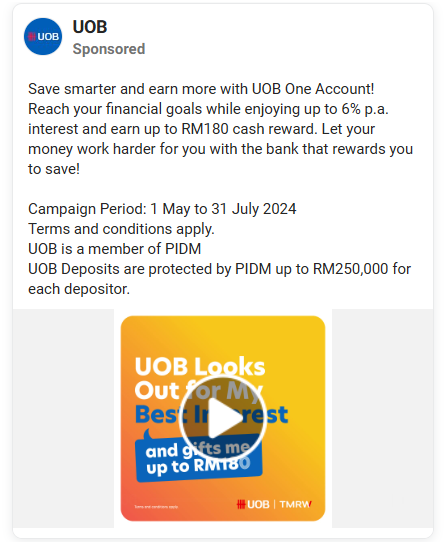 UOB
Sponsored
UOB
Save smarter and earn more with UOB One Account!
Reach your financial goals while enjoying up to 6% p.a.
interest and earn up to RM180 cash reward. Let your
money work harder for you with the bank that rewards you
to save!
Campaign Period: 1 May to 31 July 2024
Terms and conditions apply.
UOB is a member of PIDM
UOB Deposits are protected by PIDM up to RM250,000 for
each depositor.
UOB Looks
Out for My
Best Interest
and gifts me
up to RM180
Terms and conditions apply.
UOB | TMRW